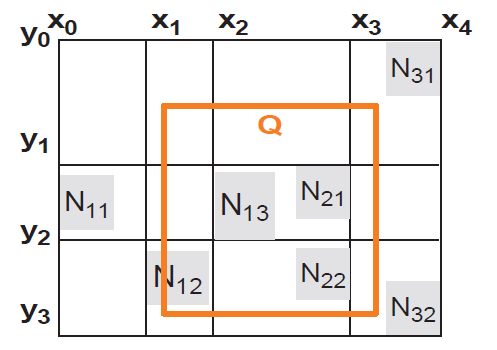 x₀ x₁ x₂ x₃ x₄
y₀
N₃₁
Q
y₁
N₁₁ N₁₃ N₂₁
y₂
N₁₂ N₂₂
y₃ N₃₂